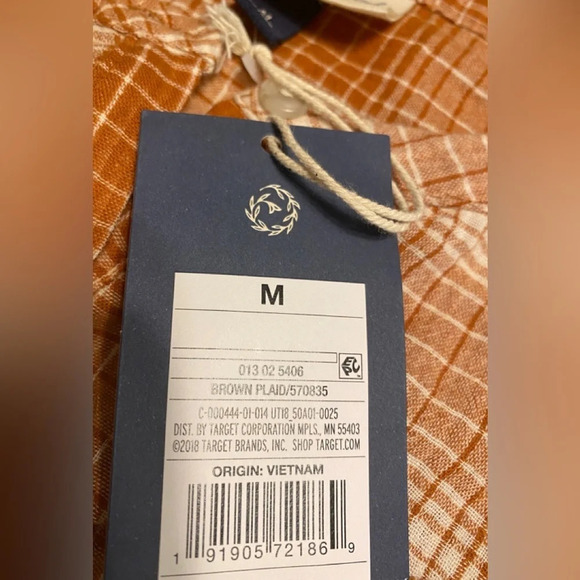 M
013 02 5406
BROWN PLAID/570835
C-000444-01-014 UT18_50A01-0025
DIST. BY TARGET CORPORATION MPLS., MN 55403
©2018 TARGET BRANDS, INC. SHOP TARGET.COM
ORIGIN: VIETNAM
1 91905 72186 9